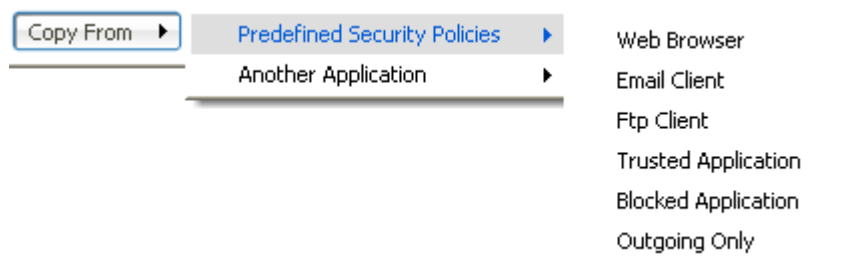 Copy From
Predefined Security Policies
Another Application
Web Browser
Email Client
Ftp Client
Trusted Application
Blocked Application
Outgoing Only